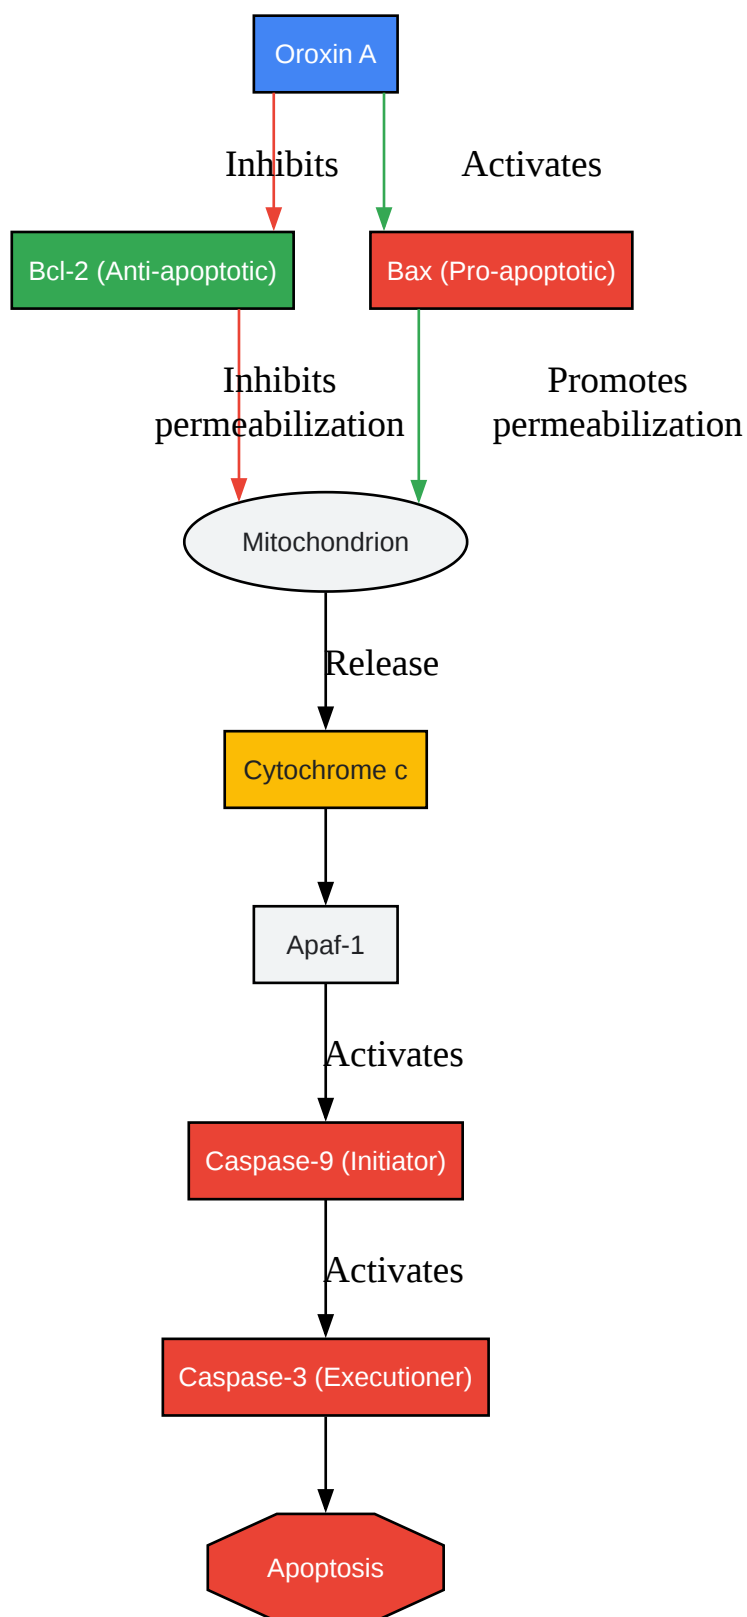 Oroxin A
Inhibits
Activates
Bcl-2 (Anti-apoptotic)
Bax (Pro-apoptotic)
Inhibits
permeabilization
Promotes
permeabilization
Mitochondrion
Release
Cytochrome c
Apaf-1
Activates
Caspase-9 (Initiator)
Activates
Caspase-3 (Executioner)
Apoptosis